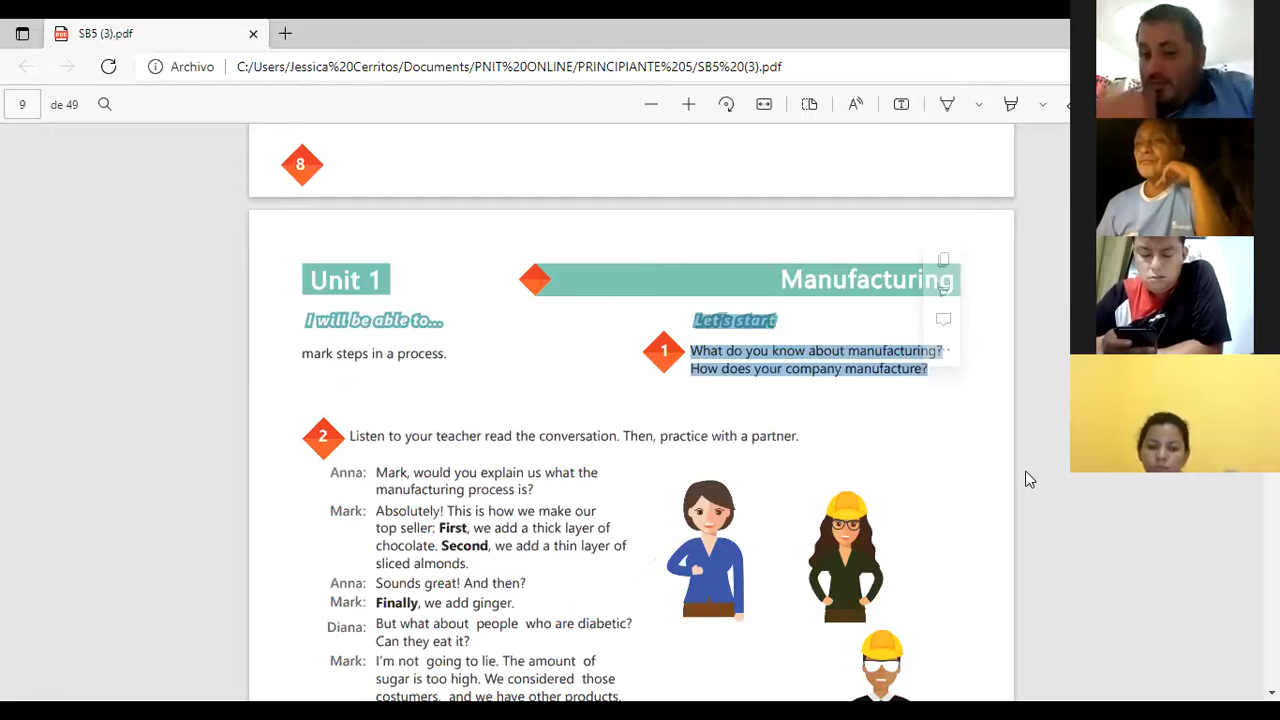 SB5 (3).pdf
Archivo
C:/Users/Jessica%20Cerritos/Documents/PNIT%20ONLINE/PRINCIPIANTE%205/SB5%20(3).pdf
9
de 49
8
Unit 1
Manufacturing
I will be able to...
Let's start
mark steps in a process.
1
What do you know about manufacturing?
How does your company manufacture?
2
Listen to your teacher read the conversation. Then, practice with a partner.
Anna: Mark, would you explain us what the
manufacturing process is?
Mark: Absolutely! This is how we make our
top seller: First, we add a thick layer of
chocolate. Second, we add a thin layer of
sliced almonds.
Anna: Sounds great! And then?
Mark: Finally, we add ginger.
Diana: But what about people who are diabetic?
Can they eat it?
Mark: I'm not going to lie. The amount of
sugar is too high. We considered those
costumers, and we have other products.